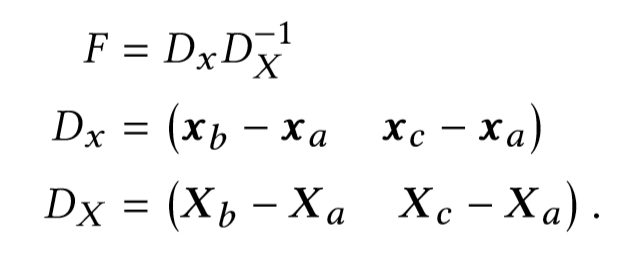 F = D_x D_X^{-1}
D_x = (x_b − x_a   x_c − x_a)
D_X = (X_b − X_a   X_c − X_a) .